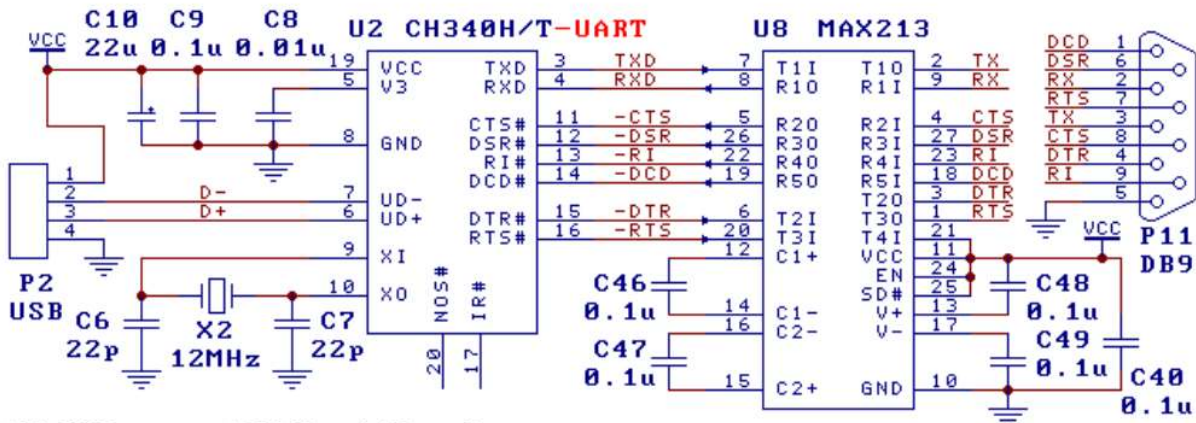 C10 C9 C8
VCC 22u 0.1u 0.01u
U2 CH340H/T-UART
19 VCC TXD 3 TXD
5 V3 RXD 4 RXD
CTS# 11 -CTS
8 GND DSR# 12 -DSR
RI# 13 -RI
DCD# 14 -DCD
7 UD- DTR# 15 -DTR
6 UD+ RTS# 16 -RTS
9 XI
10 XO
NOS# IR#
20 17
1
2 D-
3 D+
4
P2
USB
C6
22p
X2
12MHz
C7
22p
U8 MAX213
7 T1I T1O 2 TX
8 R1O R1I 9 RX
5 R2O R2I 4 CTS
26 R3O R3I 27 DSR
22 R4O R4I 23 RI
19 R5O R5I 18 DCD
T2O 3 DTR
6 T2I T3O 1 RTS
20 T3I T4I 21
12 C1+ VCC 11
EN 24
SD# 25
14 C1- V+ 13
16 C2- V- 17
15 C2+ GND 10
C46
0.1u
C47
0.1u
VCC
C48
0.1u
C49
0.1u
C40
0.1u
DCD 1
DSR 6
RX 2
RTS 7
TX 3
CTS 8
DTR 4
RI 9
5
P11
DB9